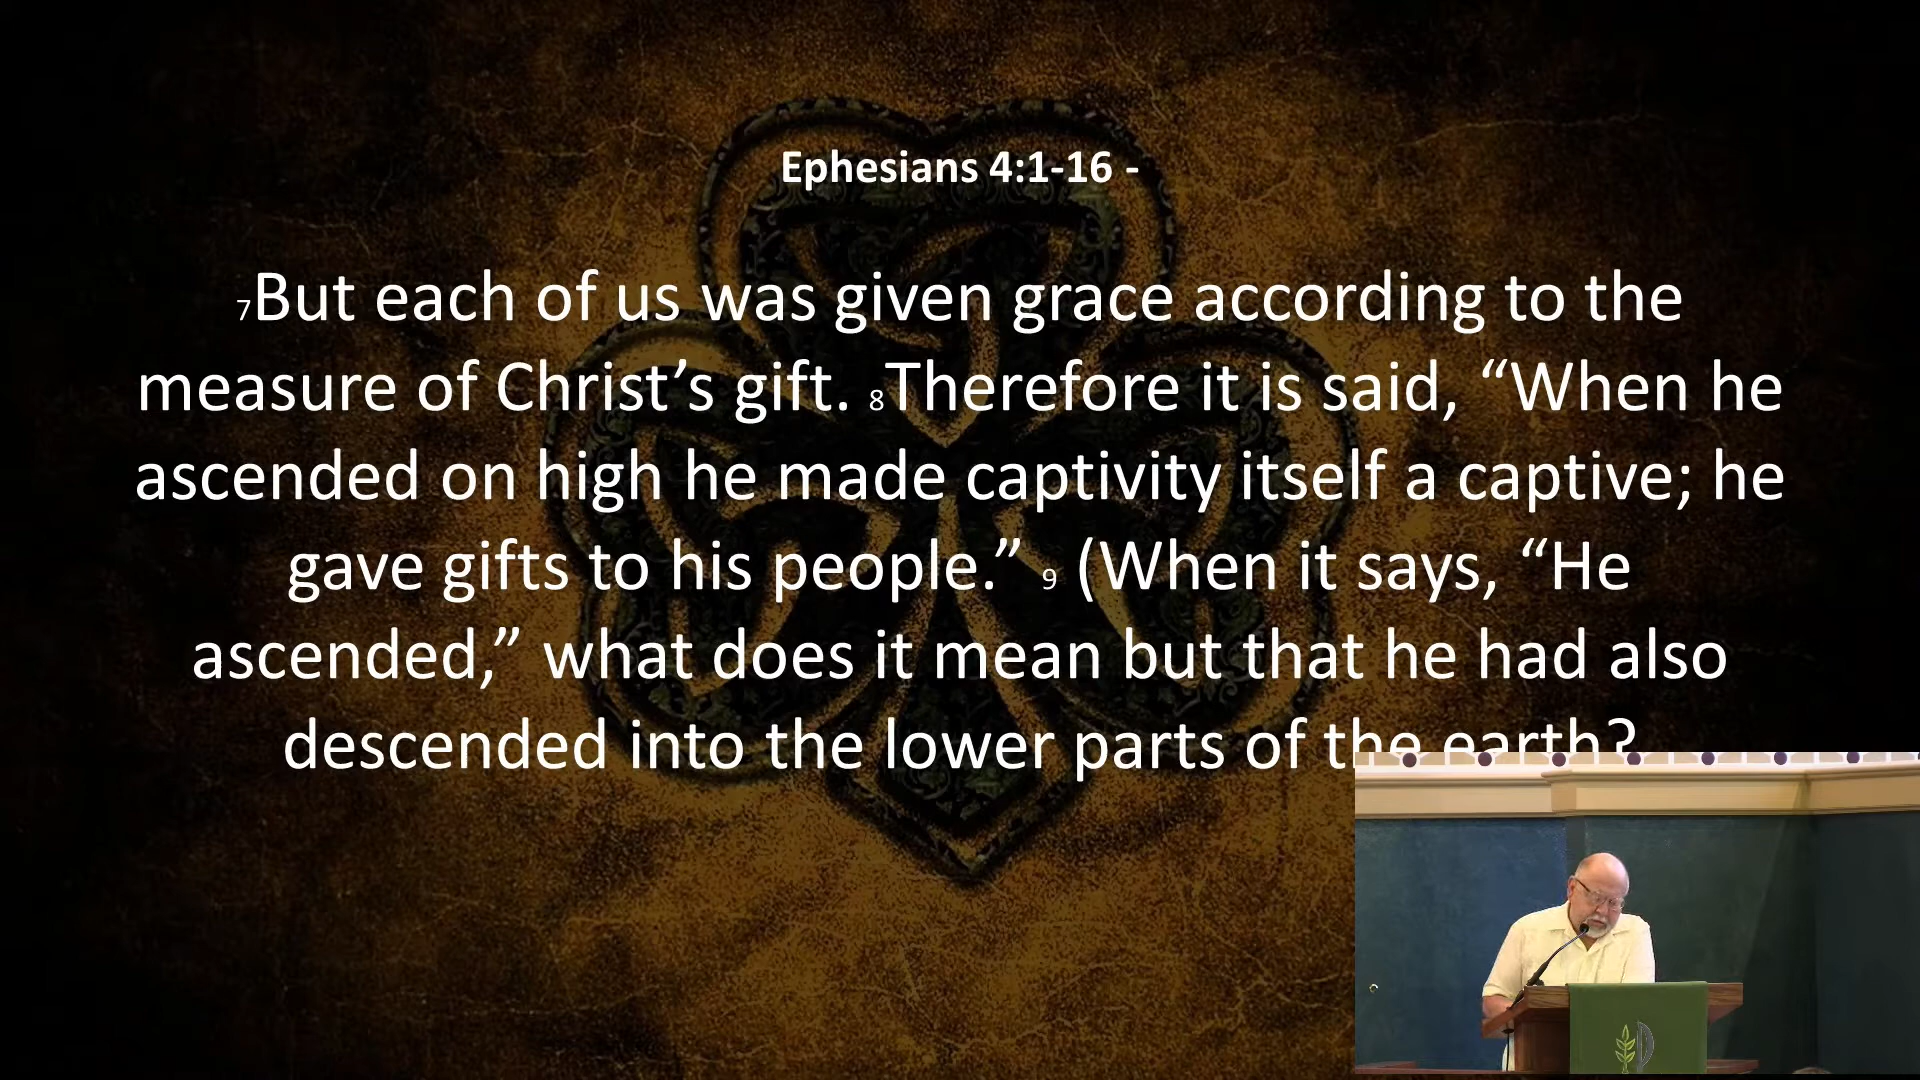 Ephesians 4:1-16 -
7But each of us was given grace according to the
measure of Christ’s gift. 8Therefore it is said, “When he
ascended on high he made captivity itself a captive; he
gave gifts to his people.” 9 (When it says, “He
ascended,” what does it mean but that he had also
descended into the lower parts of the earth?